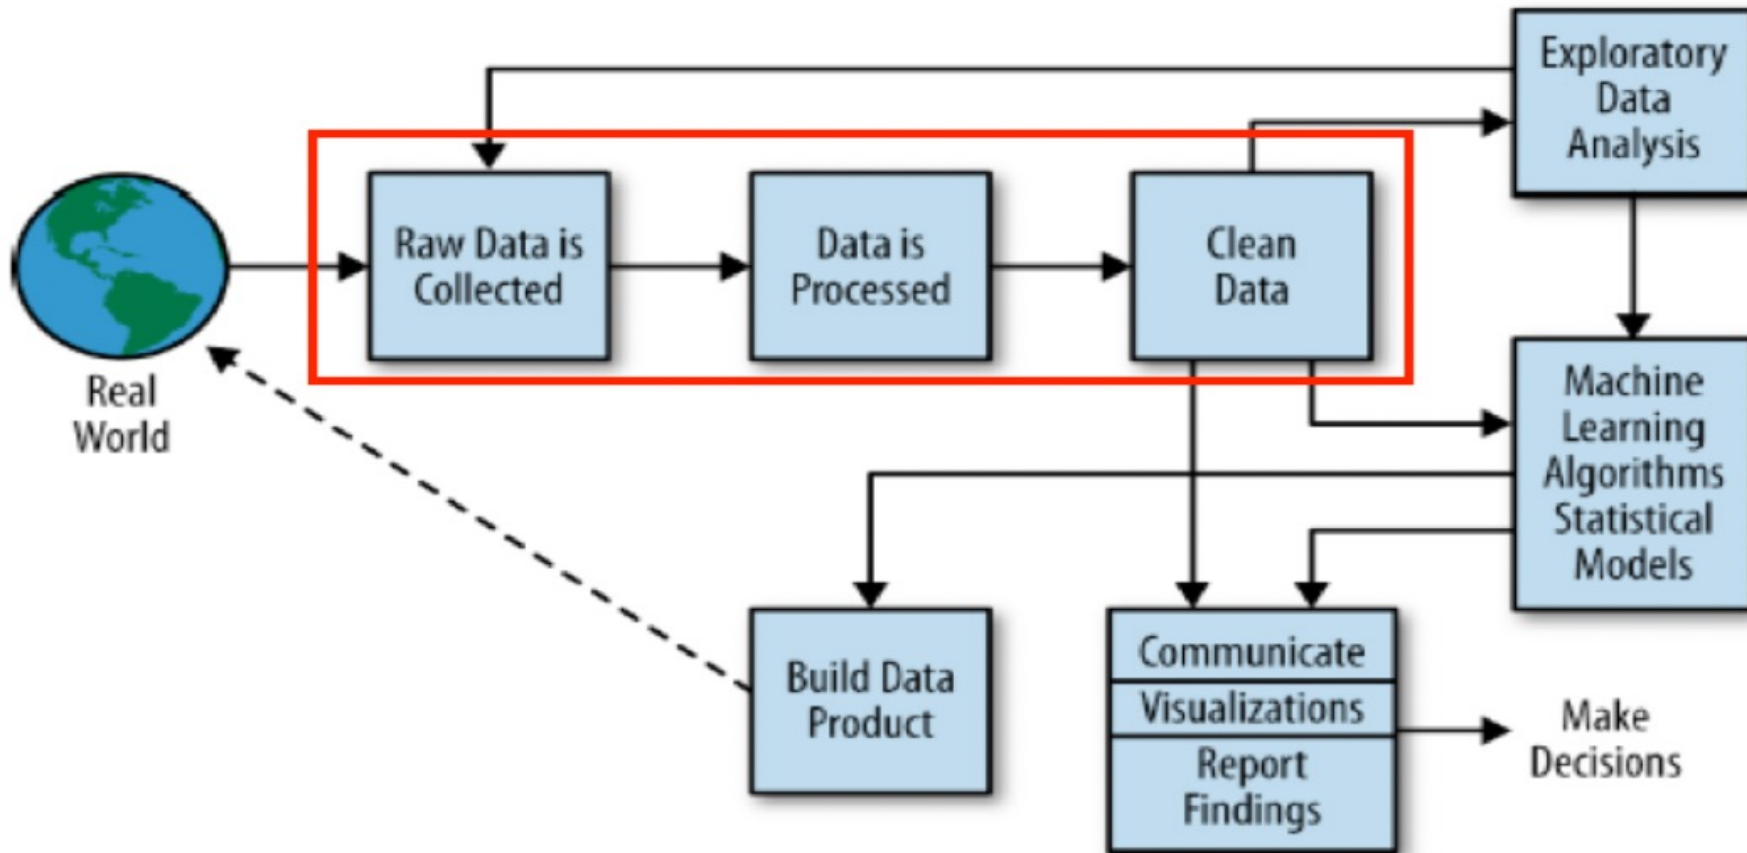 Exploratory
Data
Analysis
Raw Data is
Collected
Data is
Processed
Clean
Data
Real
World
Machine
Learning
Algorithms
Statistical
Models
Build Data
Product
Communicate
Visualizations
Report
Findings
Make
Decisions